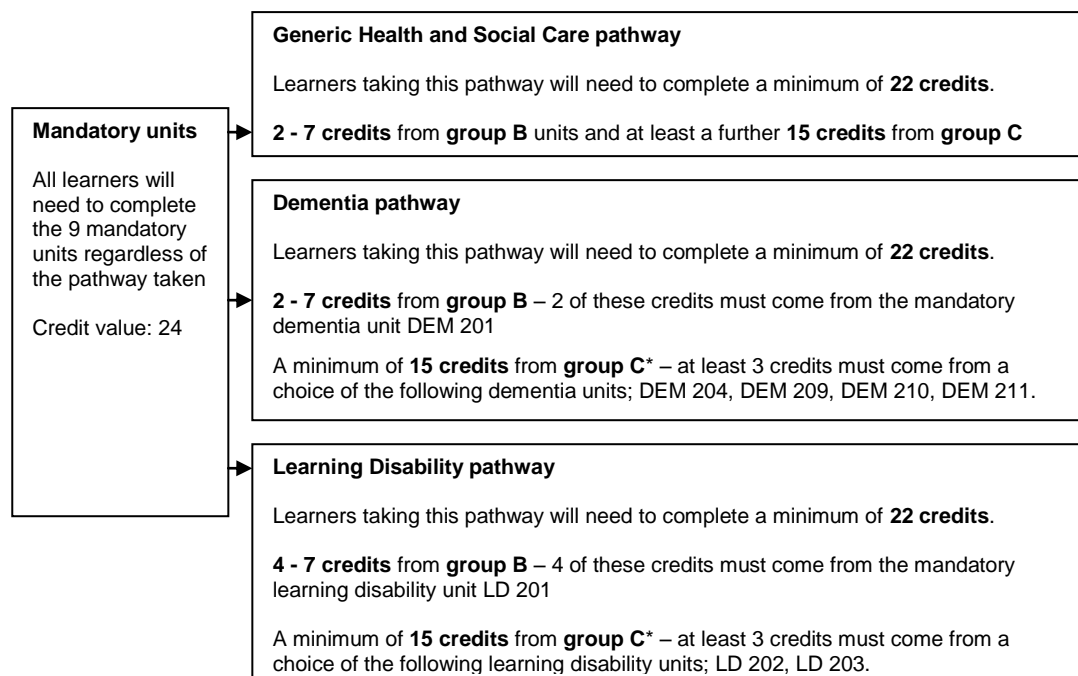 Generic Health and Social Care pathway
Learners taking this pathway will need to complete a minimum of 22 credits.
2 - 7 credits from group B units and at least a further 15 credits from group C
Mandatory units
All learners will
need to complete
the 9 mandatory
units regardless of
the pathway taken
Credit value: 24
Dementia pathway
Learners taking this pathway will need to complete a minimum of 22 credits.
2 - 7 credits from group B – 2 of these credits must come from the mandatory
dementia unit DEM 201
A minimum of 15 credits from group C* – at least 3 credits must come from a
choice of the following dementia units; DEM 204, DEM 209, DEM 210, DEM 211.
Learning Disability pathway
Learners taking this pathway will need to complete a minimum of 22 credits.
4 - 7 credits from group B – 4 of these credits must come from the mandatory
learning disability unit LD 201
A minimum of 15 credits from group C* – at least 3 credits must come from a
choice of the following learning disability units; LD 202, LD 203.